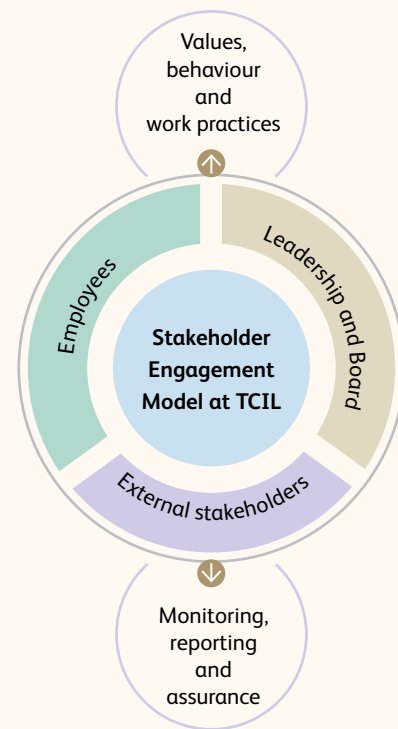 Values,
behaviour
and
work practices
Employees
Leadership and Board
Stakeholder
Engagement
Model at TCIL
External stakeholders
Monitoring,
reporting
and
assurance